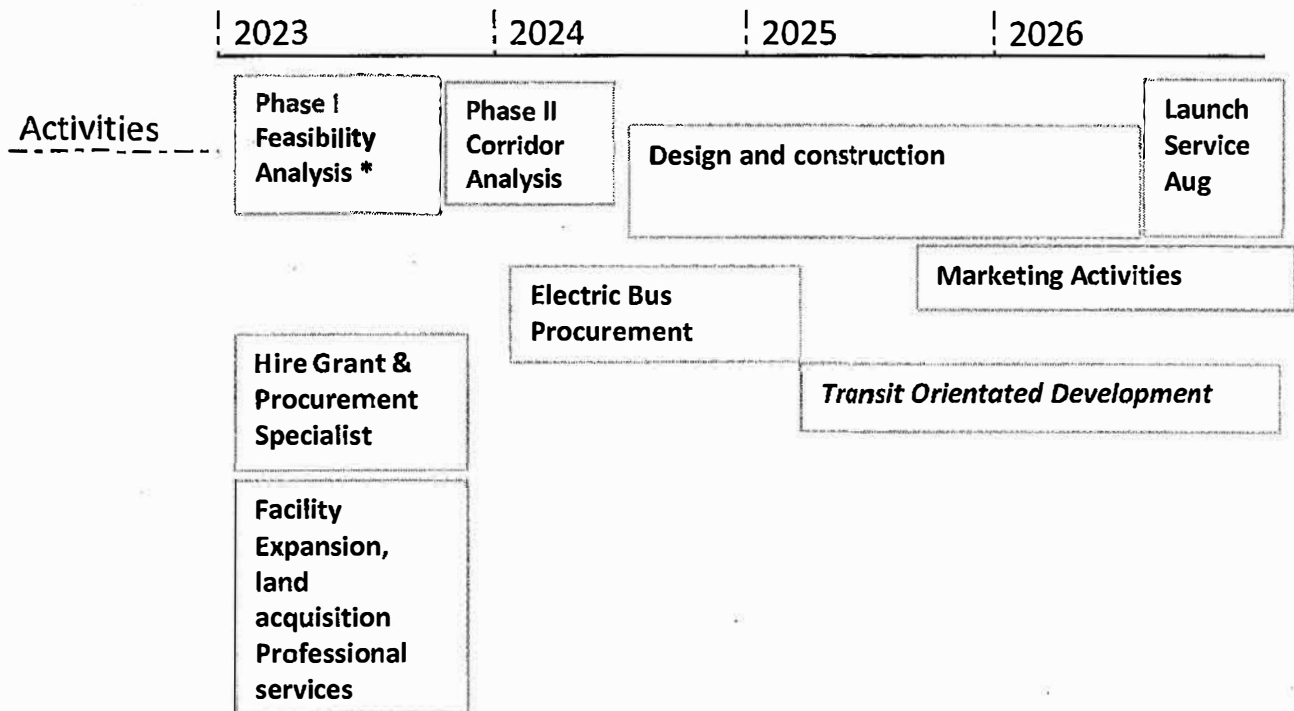 2023
2024
2025
2026
Activities
Phase I
Feasibility
Analysis *
Phase II
Corridor
Analysis
Design and construction
Launch
Service
Aug
Marketing Activities
Electric Bus
Procurement
Hire Grant &
Procurement
Specialist
Transit Orientated Development
Facility
Expansion,
land
acquisition
Professional
services